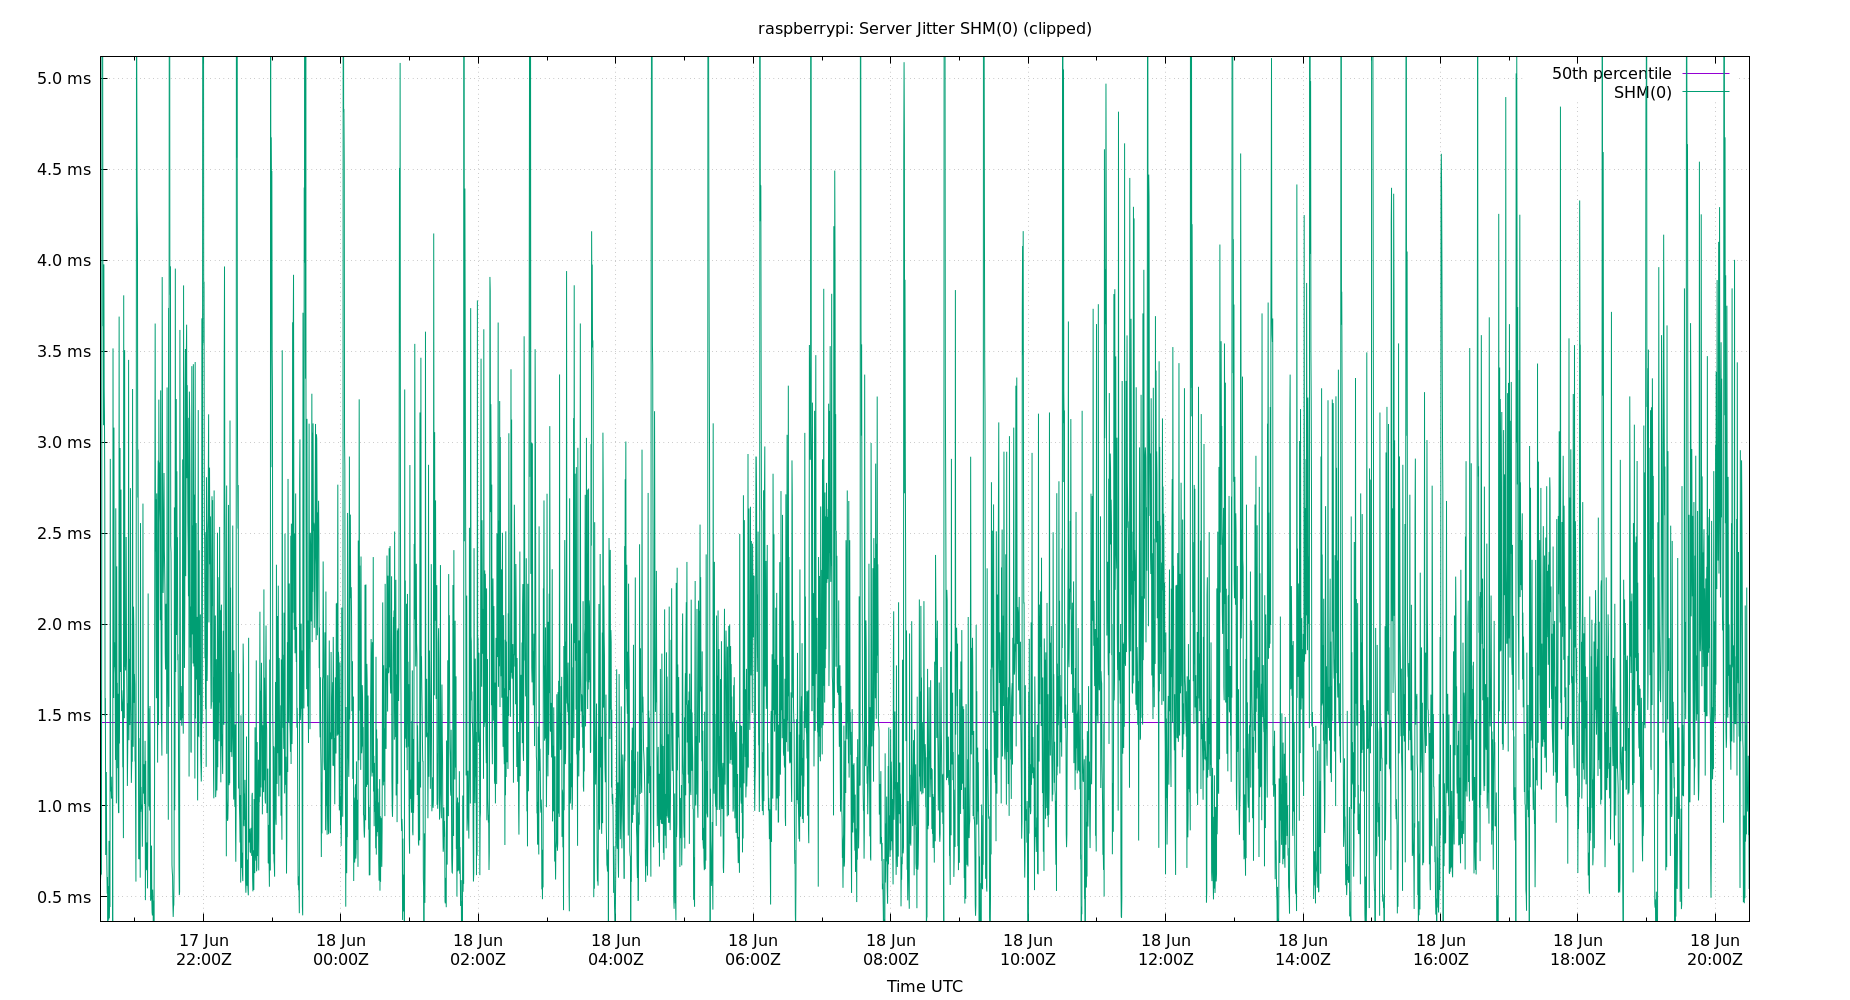 raspberrypi: Server Jitter SHM(0) (clipped)
50th percentile
SHM(0)
5.0 ms
4.5 ms
4.0 ms
3.5 ms
3.0 ms
2.5 ms
2.0 ms
1.5 ms
1.0 ms
0.5 ms
17 Jun 18 Jun 18 Jun 18 Jun 18 Jun 18 Jun 18 Jun 18 Jun 18 Jun 18 Jun 18 Jun 18 Jun
22:00Z 00:00Z 02:00Z 04:00Z 06:00Z 08:00Z 10:00Z 12:00Z 14:00Z 16:00Z 18:00Z 20:00Z
Time UTC